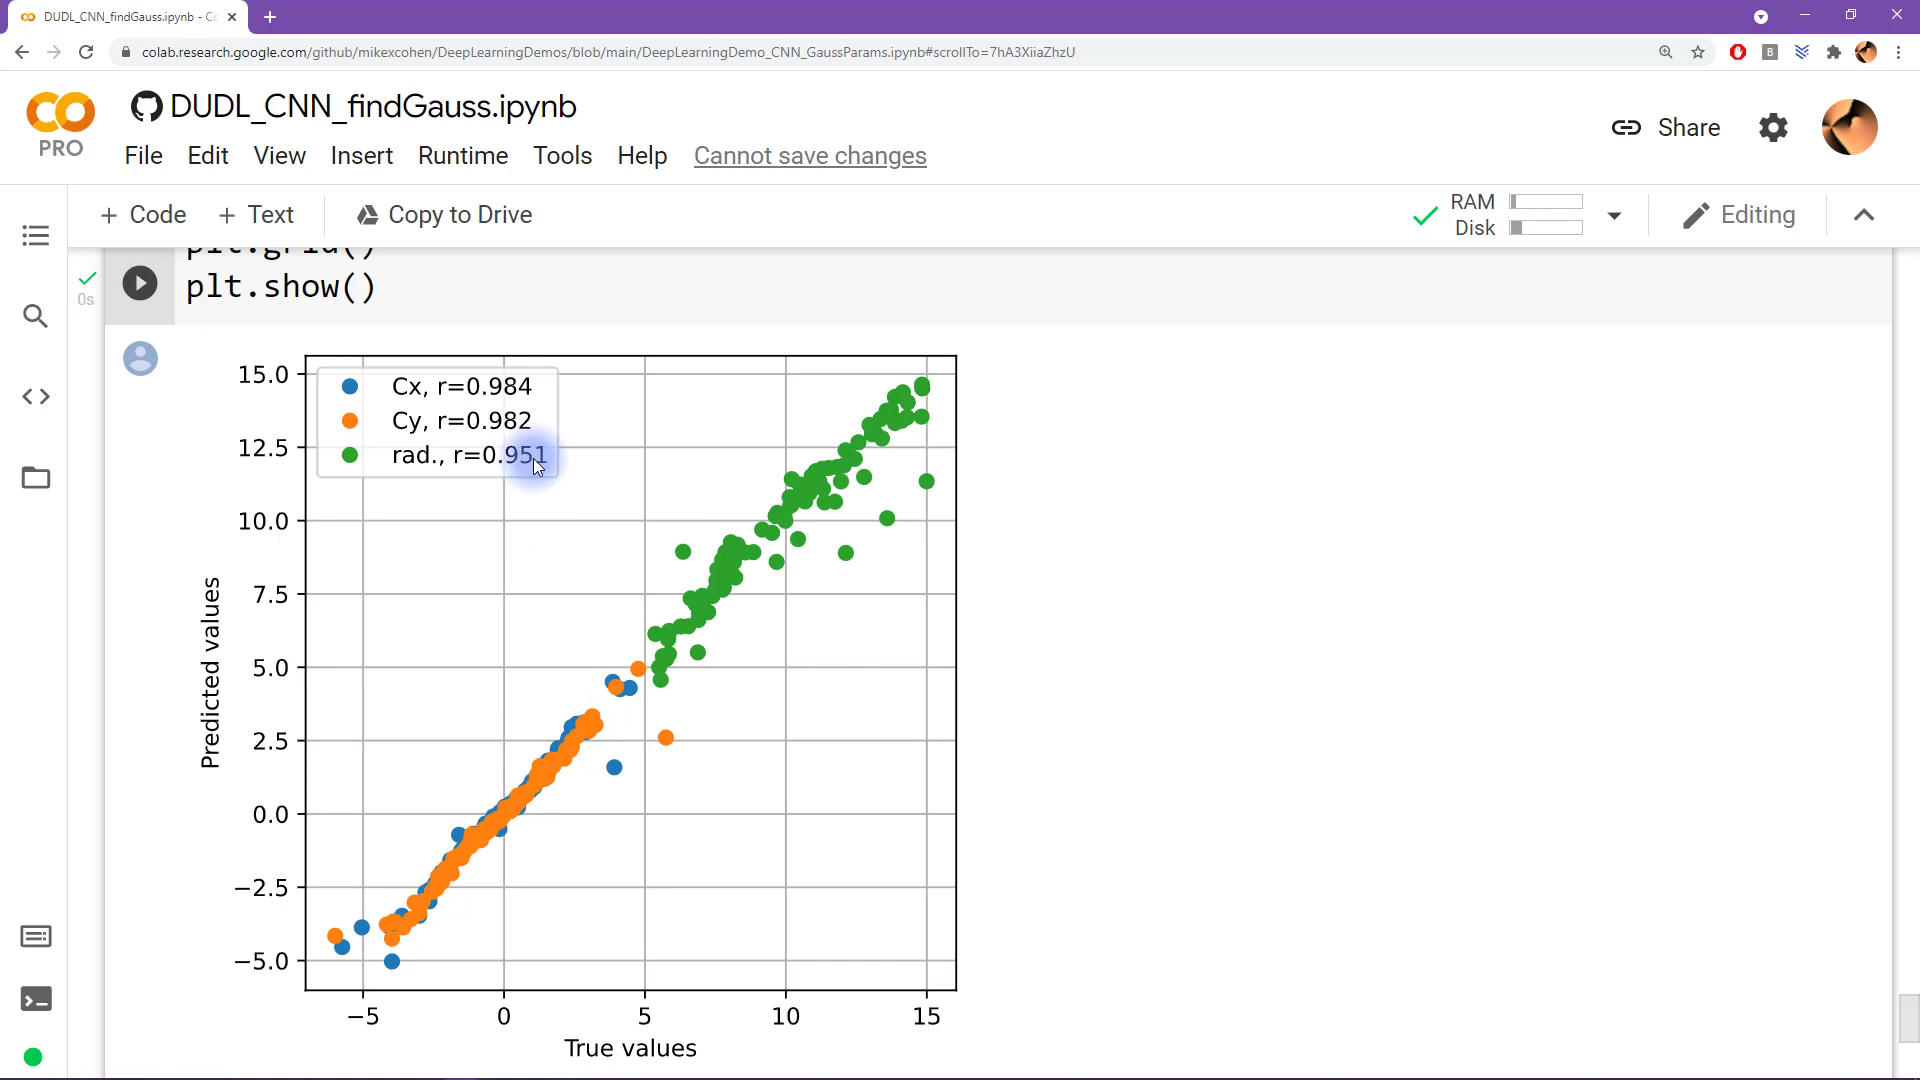 DUDL_CNN_findGauss.ipynb - Co
colab.research.google.com/github/mikexcohen/DeepLearningDemos/blob/main/DeepLearningDemo_CNN_GaussParams.ipynb#scrollTo=7hA3XiiaZhzU
B
PRO
DUDL_CNN_findGauss.ipynb
File Edit View Insert Runtime Tools Help Cannot save changes
Share
+ Code + Text Copy to Drive
RAM
Disk
Editing
plt.grid()
plt.show()
0s
Cx, r=0.984
Cy, r=0.982
rad., r=0.951
15.0
12.5
10.0
7.5
5.0
2.5
0.0
−2.5
−5.0
Predicted values
−5 0 5 10 15
True values